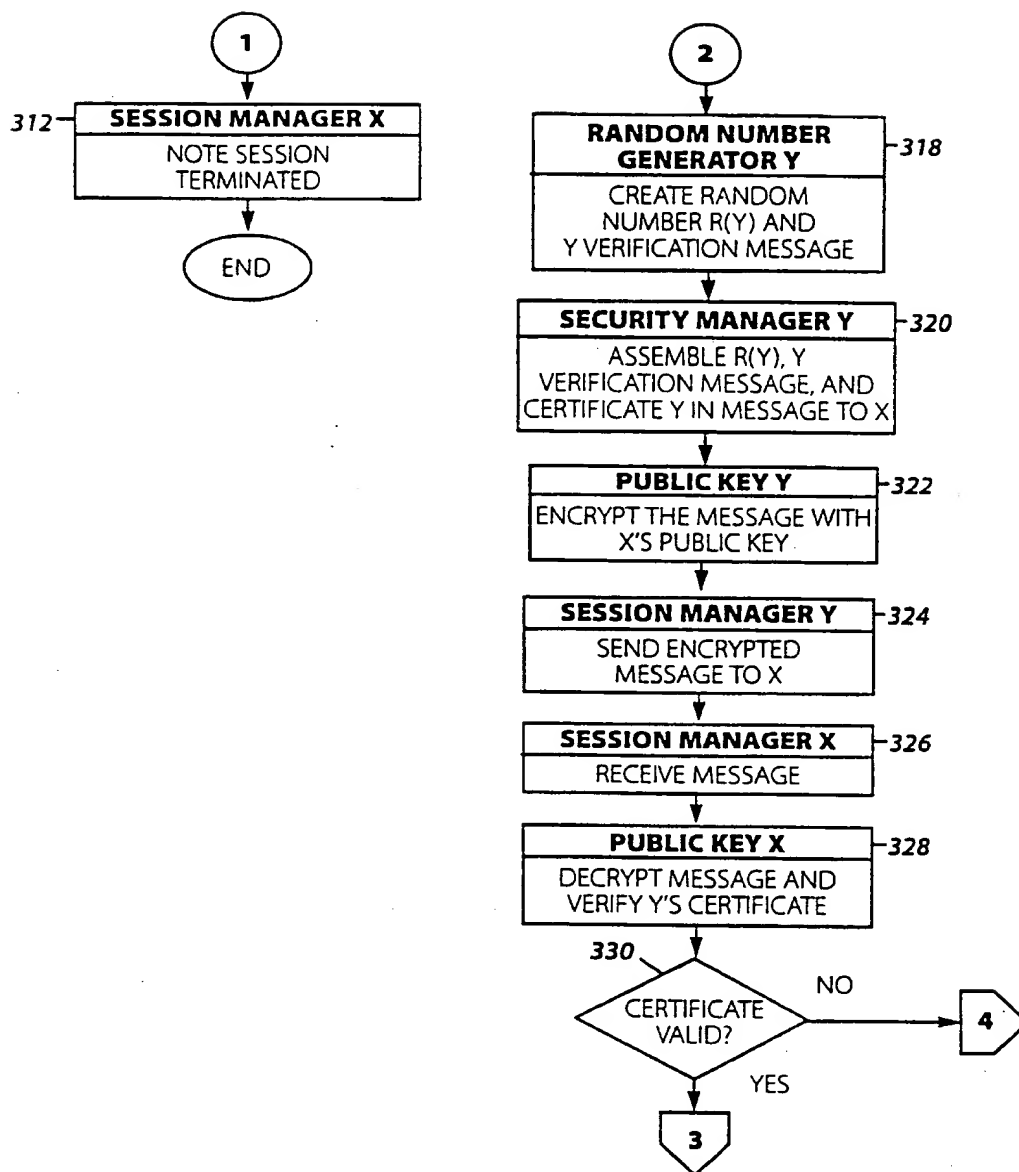 1
312
SESSION MANAGER X
NOTE SESSION
TERMINATED
END
2
RANDOM NUMBER
GENERATOR Y
318
CREATE RANDOM
NUMBER R(Y) AND
Y VERIFICATION MESSAGE
SECURITY MANAGER Y
320
ASSEMBLE R(Y), Y
VERIFICATION MESSAGE, AND
CERTIFICATE Y IN MESSAGE TO X
PUBLIC KEY Y
322
ENCRYPT THE MESSAGE WITH
X'S PUBLIC KEY
SESSION MANAGER Y
324
SEND ENCRYPTED
MESSAGE TO X
SESSION MANAGER X
326
RECEIVE MESSAGE
PUBLIC KEY X
328
DECRYPT MESSAGE AND
VERIFY Y'S CERTIFICATE
330
CERTIFICATE
VALID?
NO
4
YES
3